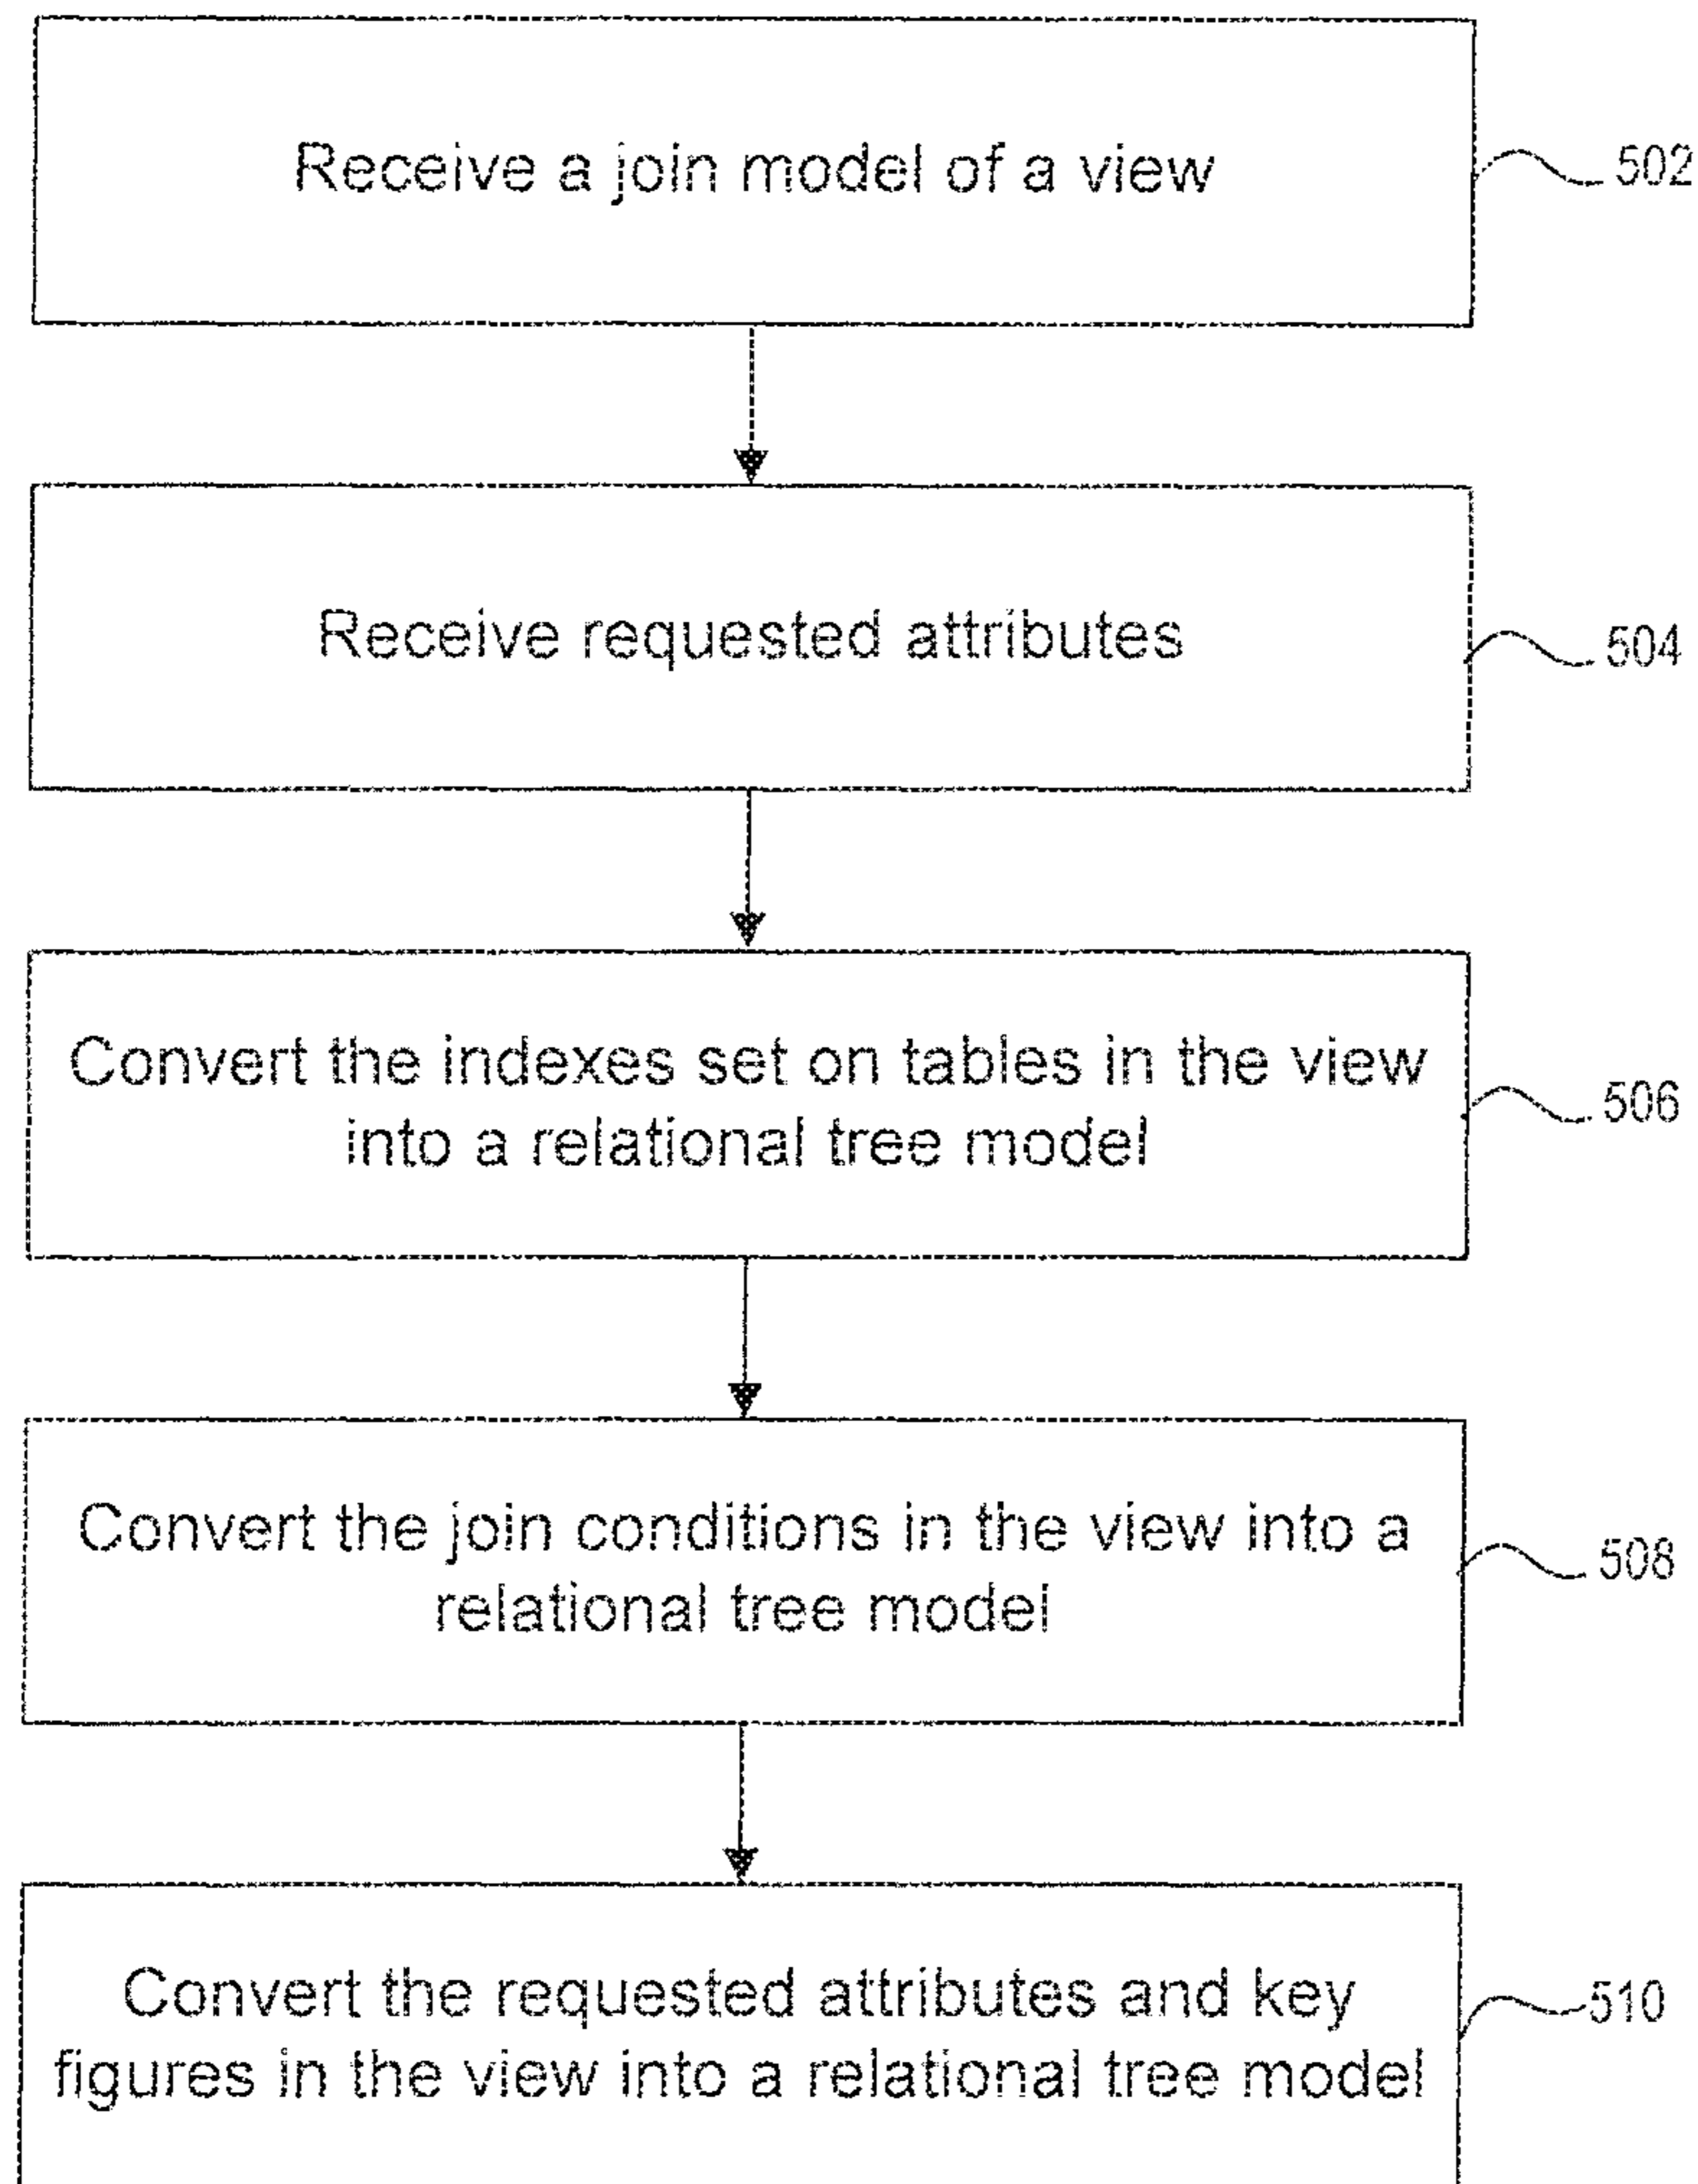 Receive a join model of a view
502
Receive requested attributes
504
Convert the indexes set on tables in the view
into a relational tree model
506
Convert the join conditions in the view into a
relational tree model
508
Convert the requested attributes and key
figures in the view into a relational tree model
510